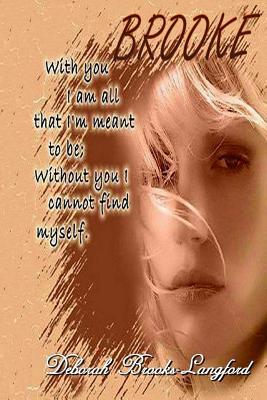 BROOKE
With you
I am all
that I'm meant
to be;
Without you I
cannot find
myself.
Deborah Brooks-Langford